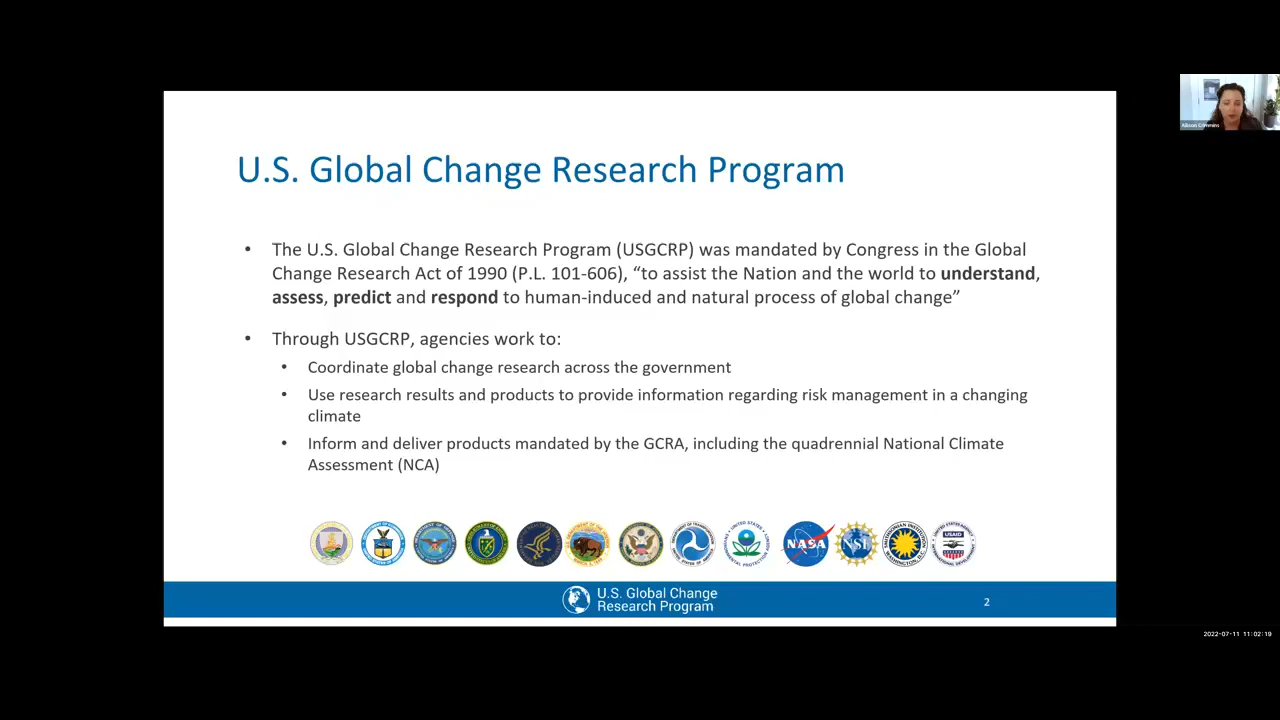 U.S. Global Change Research Program
• The U.S. Global Change Research Program (USGCRP) was mandated by Congress in the Global
Change Research Act of 1990 (P.L. 101-606), “to assist the Nation and the world to understand,
assess, predict and respond to human-induced and natural process of global change”
• Through USGCRP, agencies work to:
• Coordinate global change research across the government
• Use research results and products to provide information regarding risk management in a changing
climate
• Inform and deliver products mandated by the GCRA, including the quadrennial National Climate
Assessment (NCA)
NASA
NSF
USAID
U.S. Global Change
Research Program
2
2022-07-11 11:02:19